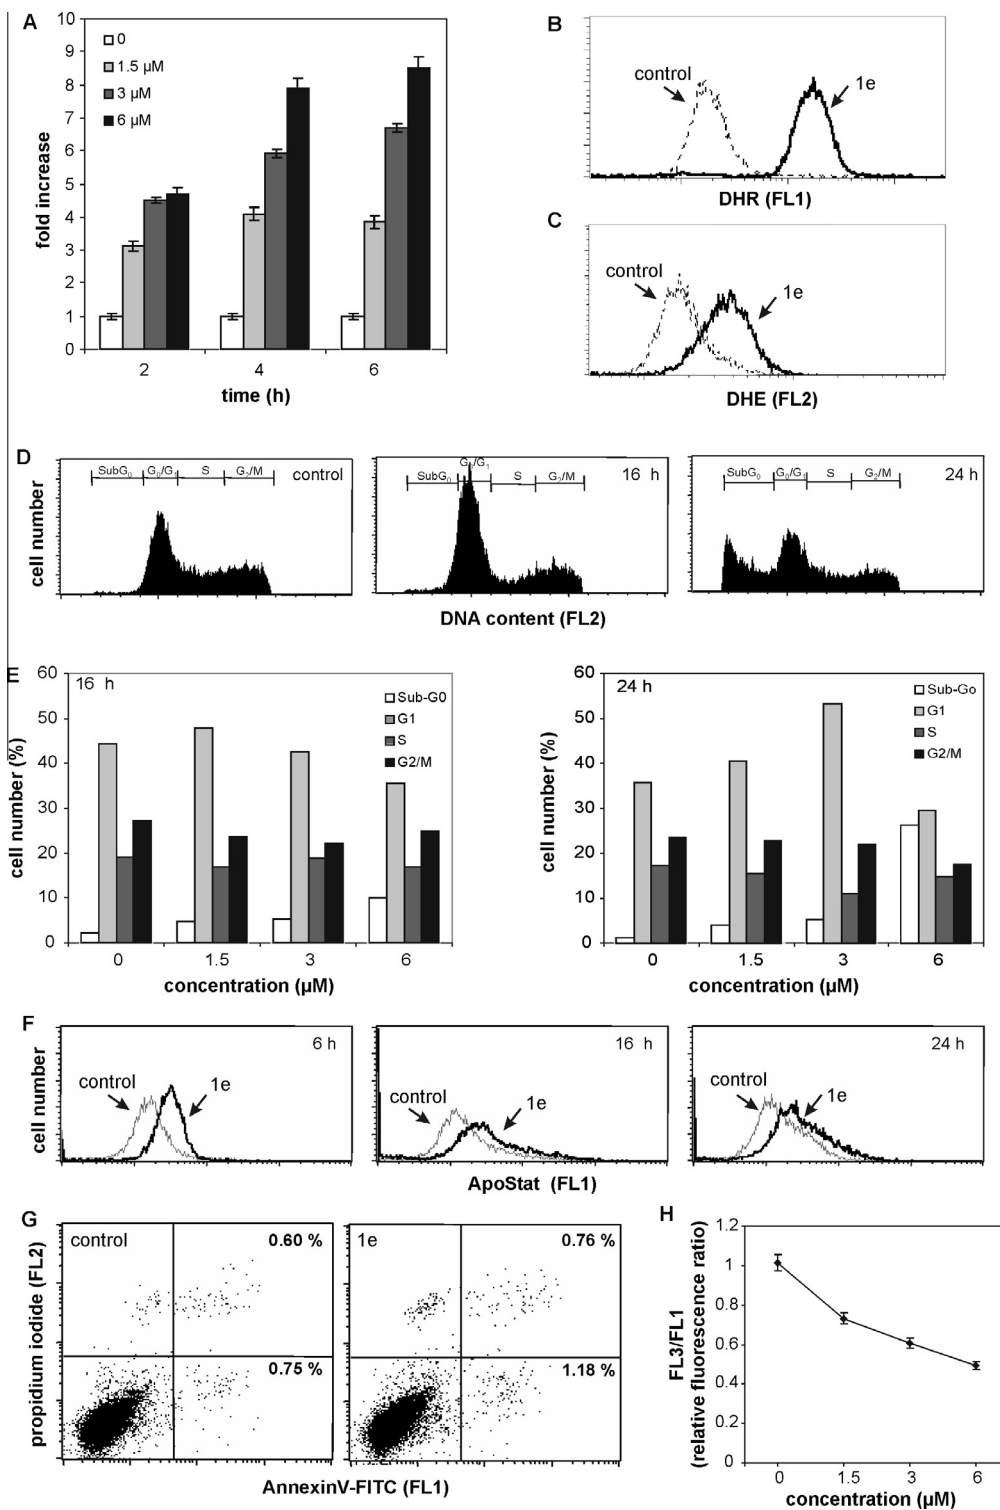 A
10
9
8
7
6
5
4
3
2
1
0
fold increase
0
1.5 μM
3 μM
6 μM
2 4 6
time (h)
B
control
1e
DHR (FL1)
C
control
1e
DHE (FL2)
D
cell number
SubG₀ G₀/G₁ S G₂/M control
SubG₀ G₀/G₁ S G₂/M 16 h
SubG₀ G₀/G₁ S G₂/M 24 h
DNA content (FL2)
E
60
50
40
30
20
10
0
cell number (%)
16 h
Sub-G0
G1
S
G2/M
0 1.5 3 6
concentration (μM)
60
50
40
30
20
10
0
cell number (%)
24 h
Sub-Go
G1
S
G2/M
0 1.5 3 6
concentration (μM)
F
cell number
6 h
control
1e
16 h
control
1e
24 h
control
1e
ApoStat (FL1)
G
propidium iodide (FL2)
control
0.60 %
0.75 %
1e
0.76 %
1.18 %
AnnexinV-FITC (FL1)
H
FL3/FL1
(relative fluorescence ratio)
1.2
1
0.8
0.6
0.4
0.2
0
0 1.5 3 6
concentration (μM)